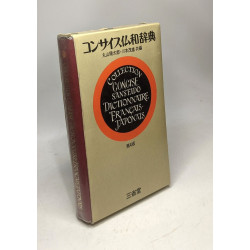 コンサイス仏和辞典
COLLECTION
CONCISE
SANSEIDO
DICTIONNAIRE
FRANÇAIS-
JAPONAIS
三省堂